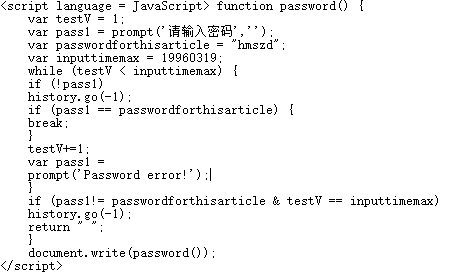 <script language = JavaScript> function password() {
var testV = 1;
var pass1 = prompt('请输入密码','');
var passwordforthisarticle = "hmszd";
var inputtimemax = 19960319;
while (testV < inputtimemax) {
if (!pass1)
history.go(-1);
if (pass1 == passwordforthisarticle) {
break;
}
testV+=1;
var pass1 =
prompt('Password error!');
}
if (pass1!= passwordforthisarticle & testV == inputtimemax)
history.go(-1);
return " ";
}
document.write(password());
</script>